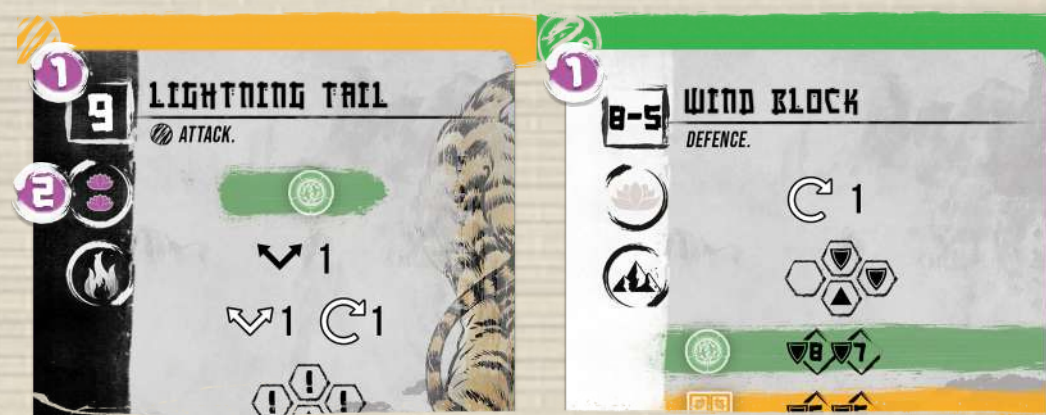 1
9
LIGHTNING TAIL
ATTACK.
2
1
1 1
! ! !
1
8-5
WIND BLOCK
DEFENCE.
1
8 7